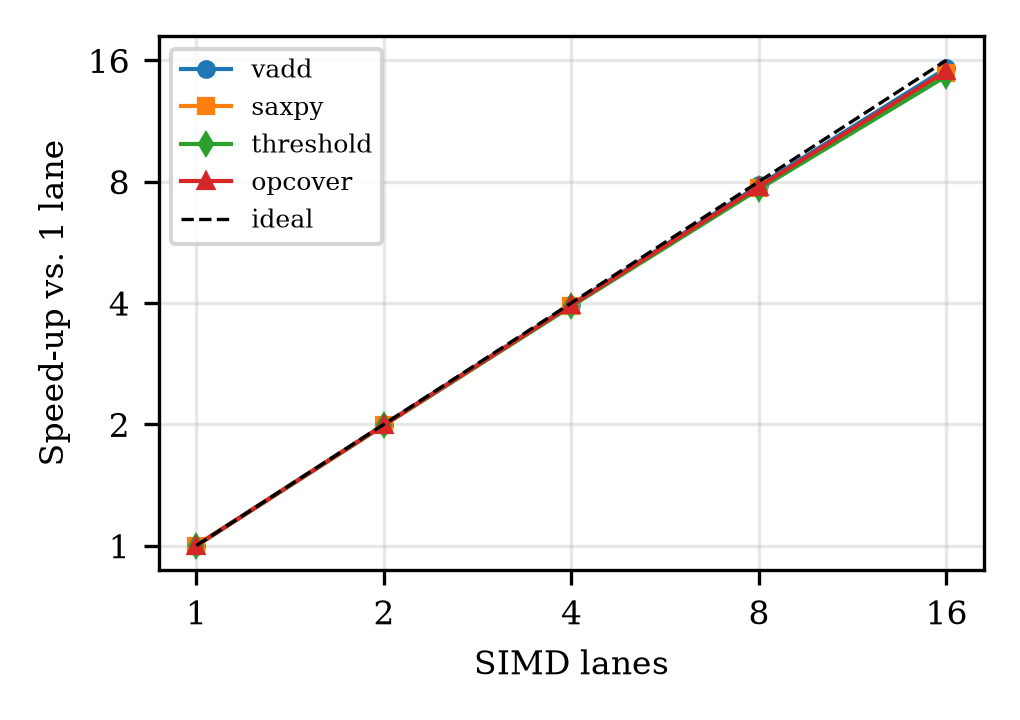 Speed-up vs. 1 lane
16
8
4
2
1
vadd
saxpy
threshold
opcover
ideal
1 2 4 8 16
SIMD lanes